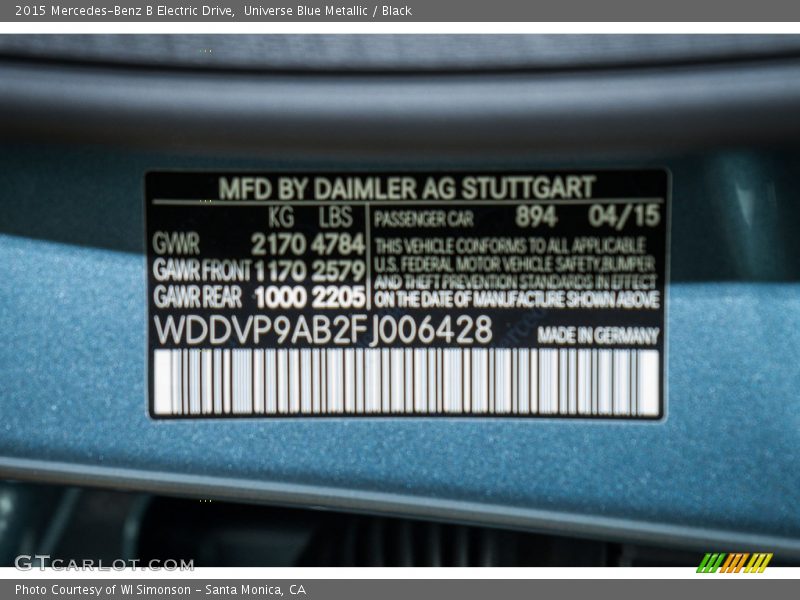 2015 Mercedes-Benz B Electric Drive, Universe Blue Metallic / Black
MFD BY DAIMLER AG STUTTGART
KG LBS PASSENGER CAR 894 04/15
GVWR 2170 4784 THIS VEHICLE CONFORMS TO ALL APPLICABLE
GAWR FRONT 1170 2579 U.S. FEDERAL MOTOR VEHICLE SAFETY,BUMPER
AND THEFT PREVENTION STANDARDS IN EFFECT
GAWR REAR 1000 2205 ON THE DATE OF MANUFACTURE SHOWN ABOVE
WDDVP9AB2FJ006428 MADE IN GERMANY
GTcarlot.com
Photo Courtesy of WI Simonson - Santa Monica, CA